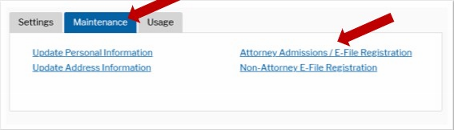 Settings Maintenance Usage
Update Personal Information Attorney Admissions / E-File Registration
Update Address Information Non-Attorney E-File Registration